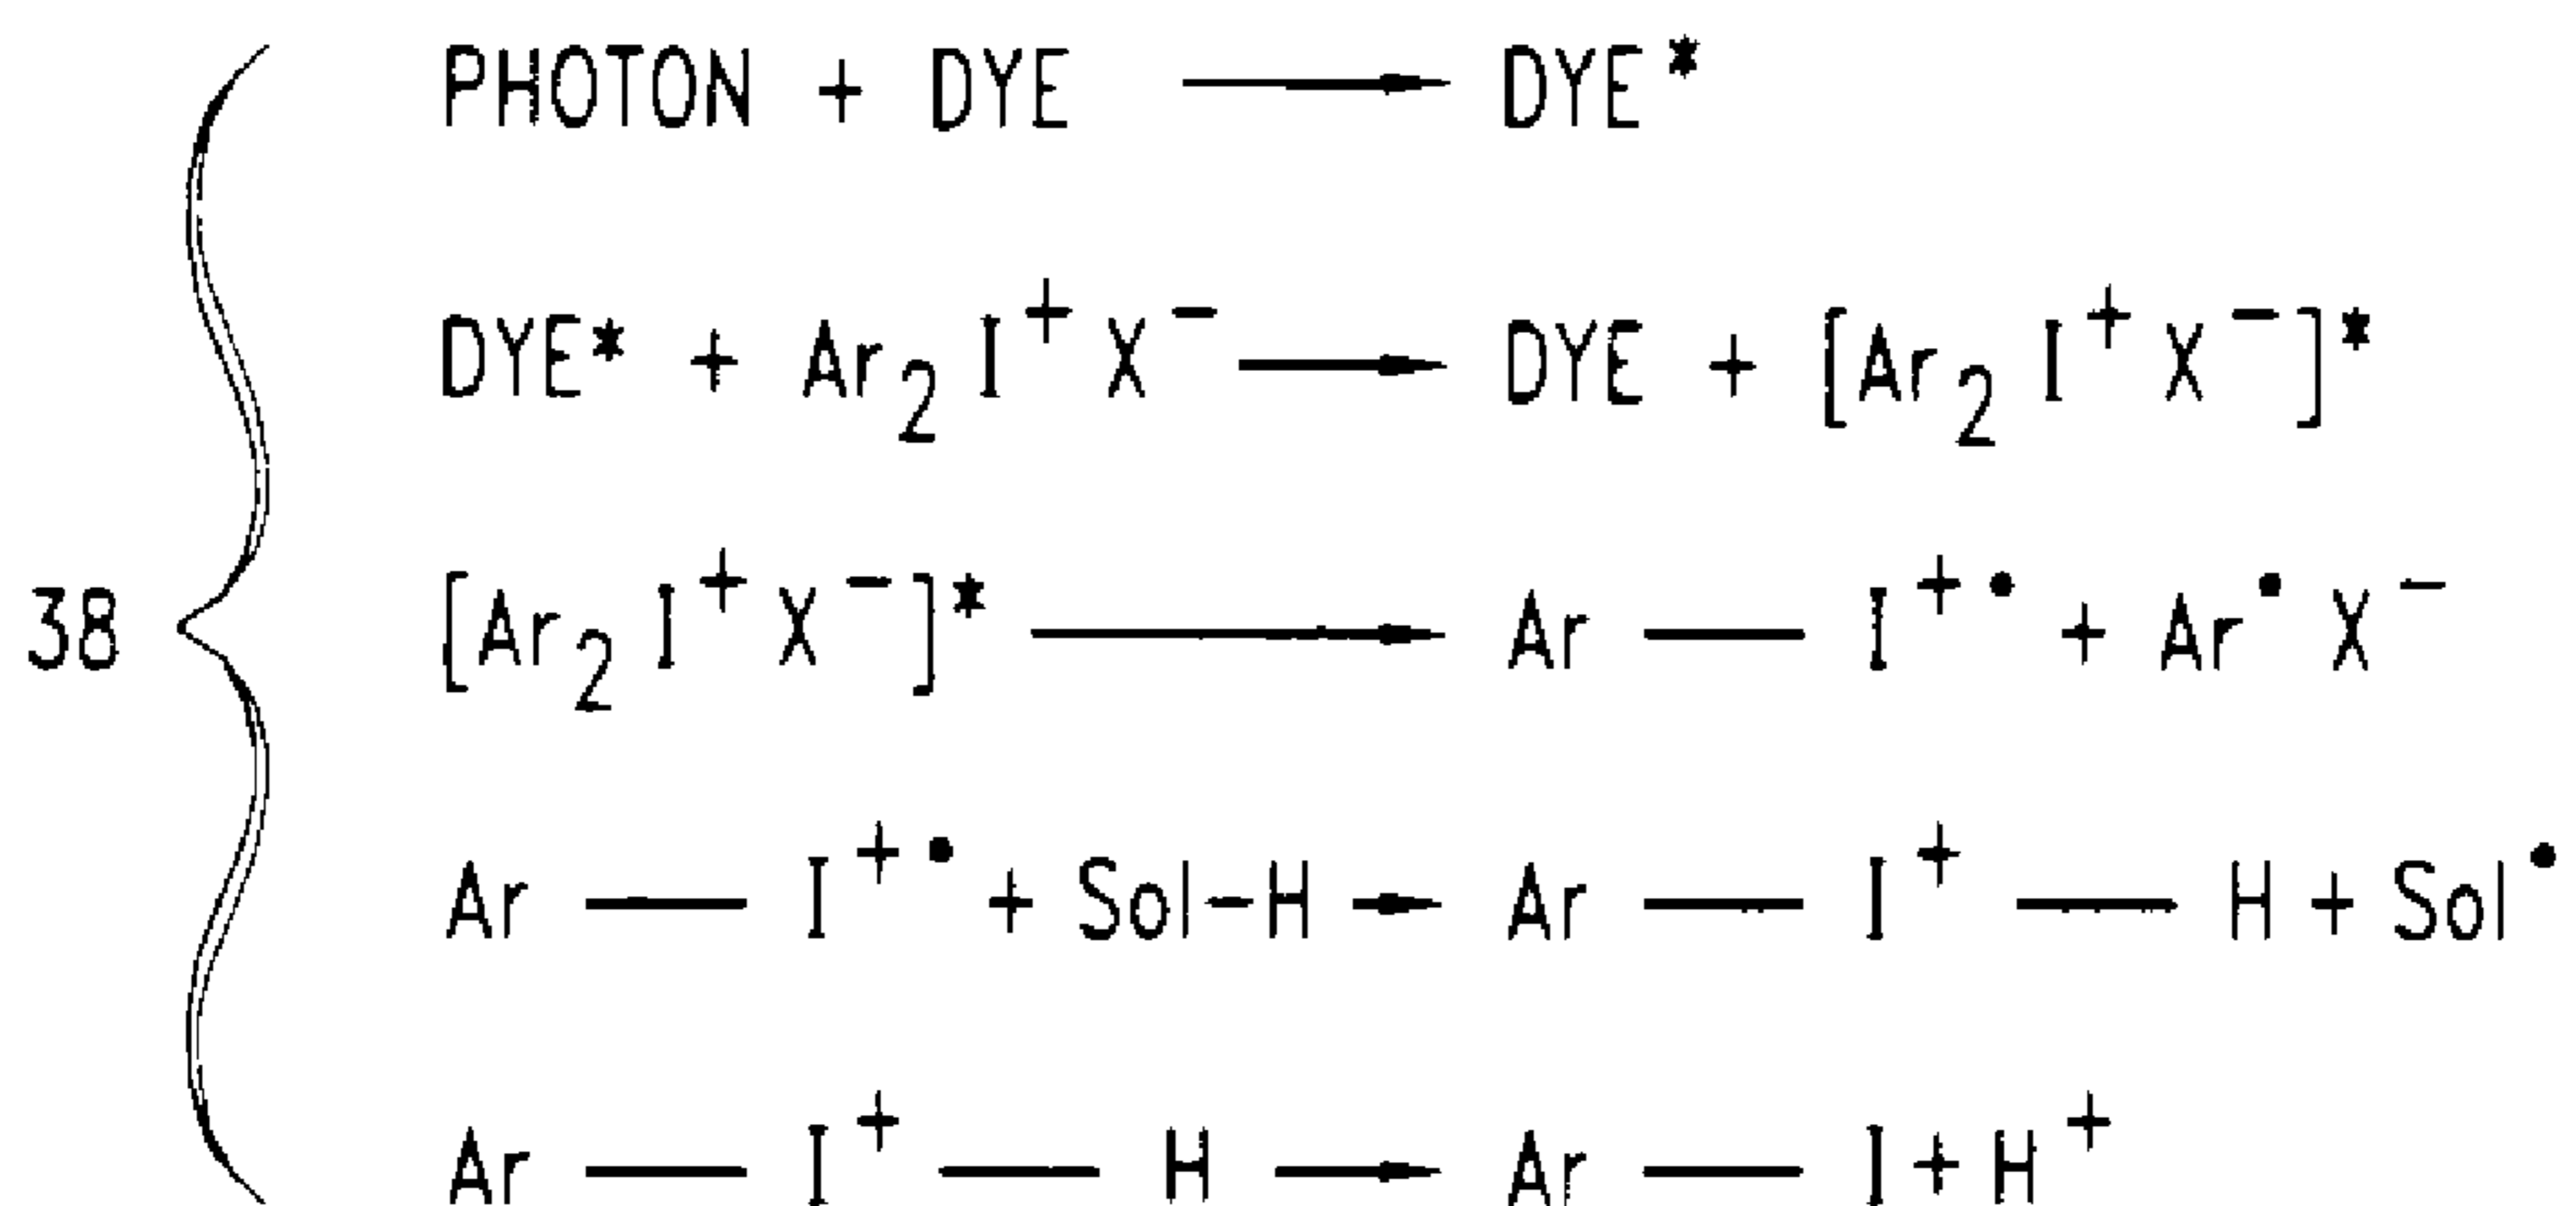 PHOTON + DYE ⟶ DYE*
DYE* + Ar₂ I⁺ X⁻ ⟶ DYE + [Ar₂ I⁺ X⁻]*
38 [Ar₂ I⁺ X⁻]* ⟶ Ar — I⁺• + Ar• X⁻
Ar — I⁺• + Sol-H ⟶ Ar — I⁺ — H + Sol•
Ar — I⁺ — H ⟶ Ar — I + H⁺